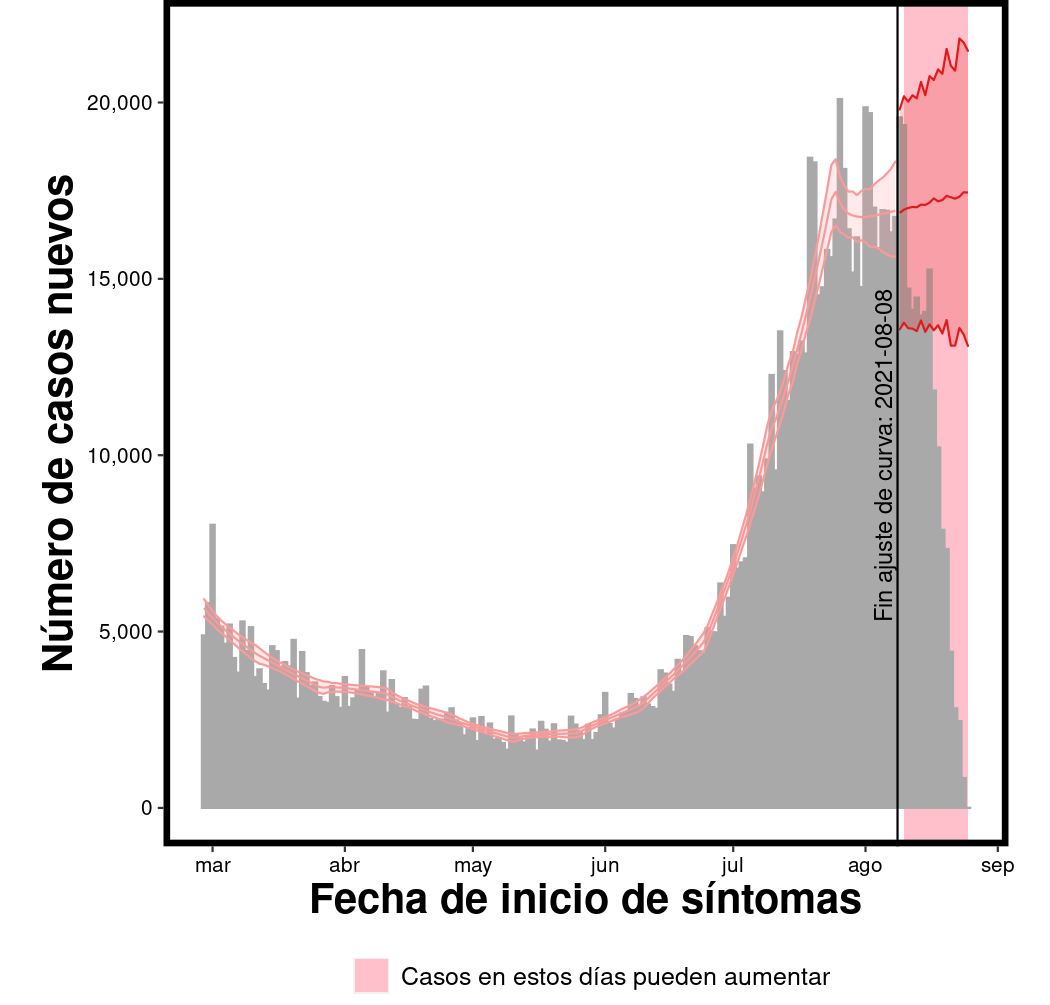 Número de casos nuevos
20,000
15,000
10,000
5,000
0
Fin ajuste de curva: 2021-08-08
mar abr may jun jul ago sep
Fecha de inicio de síntomas
Casos en estos días pueden aumentar